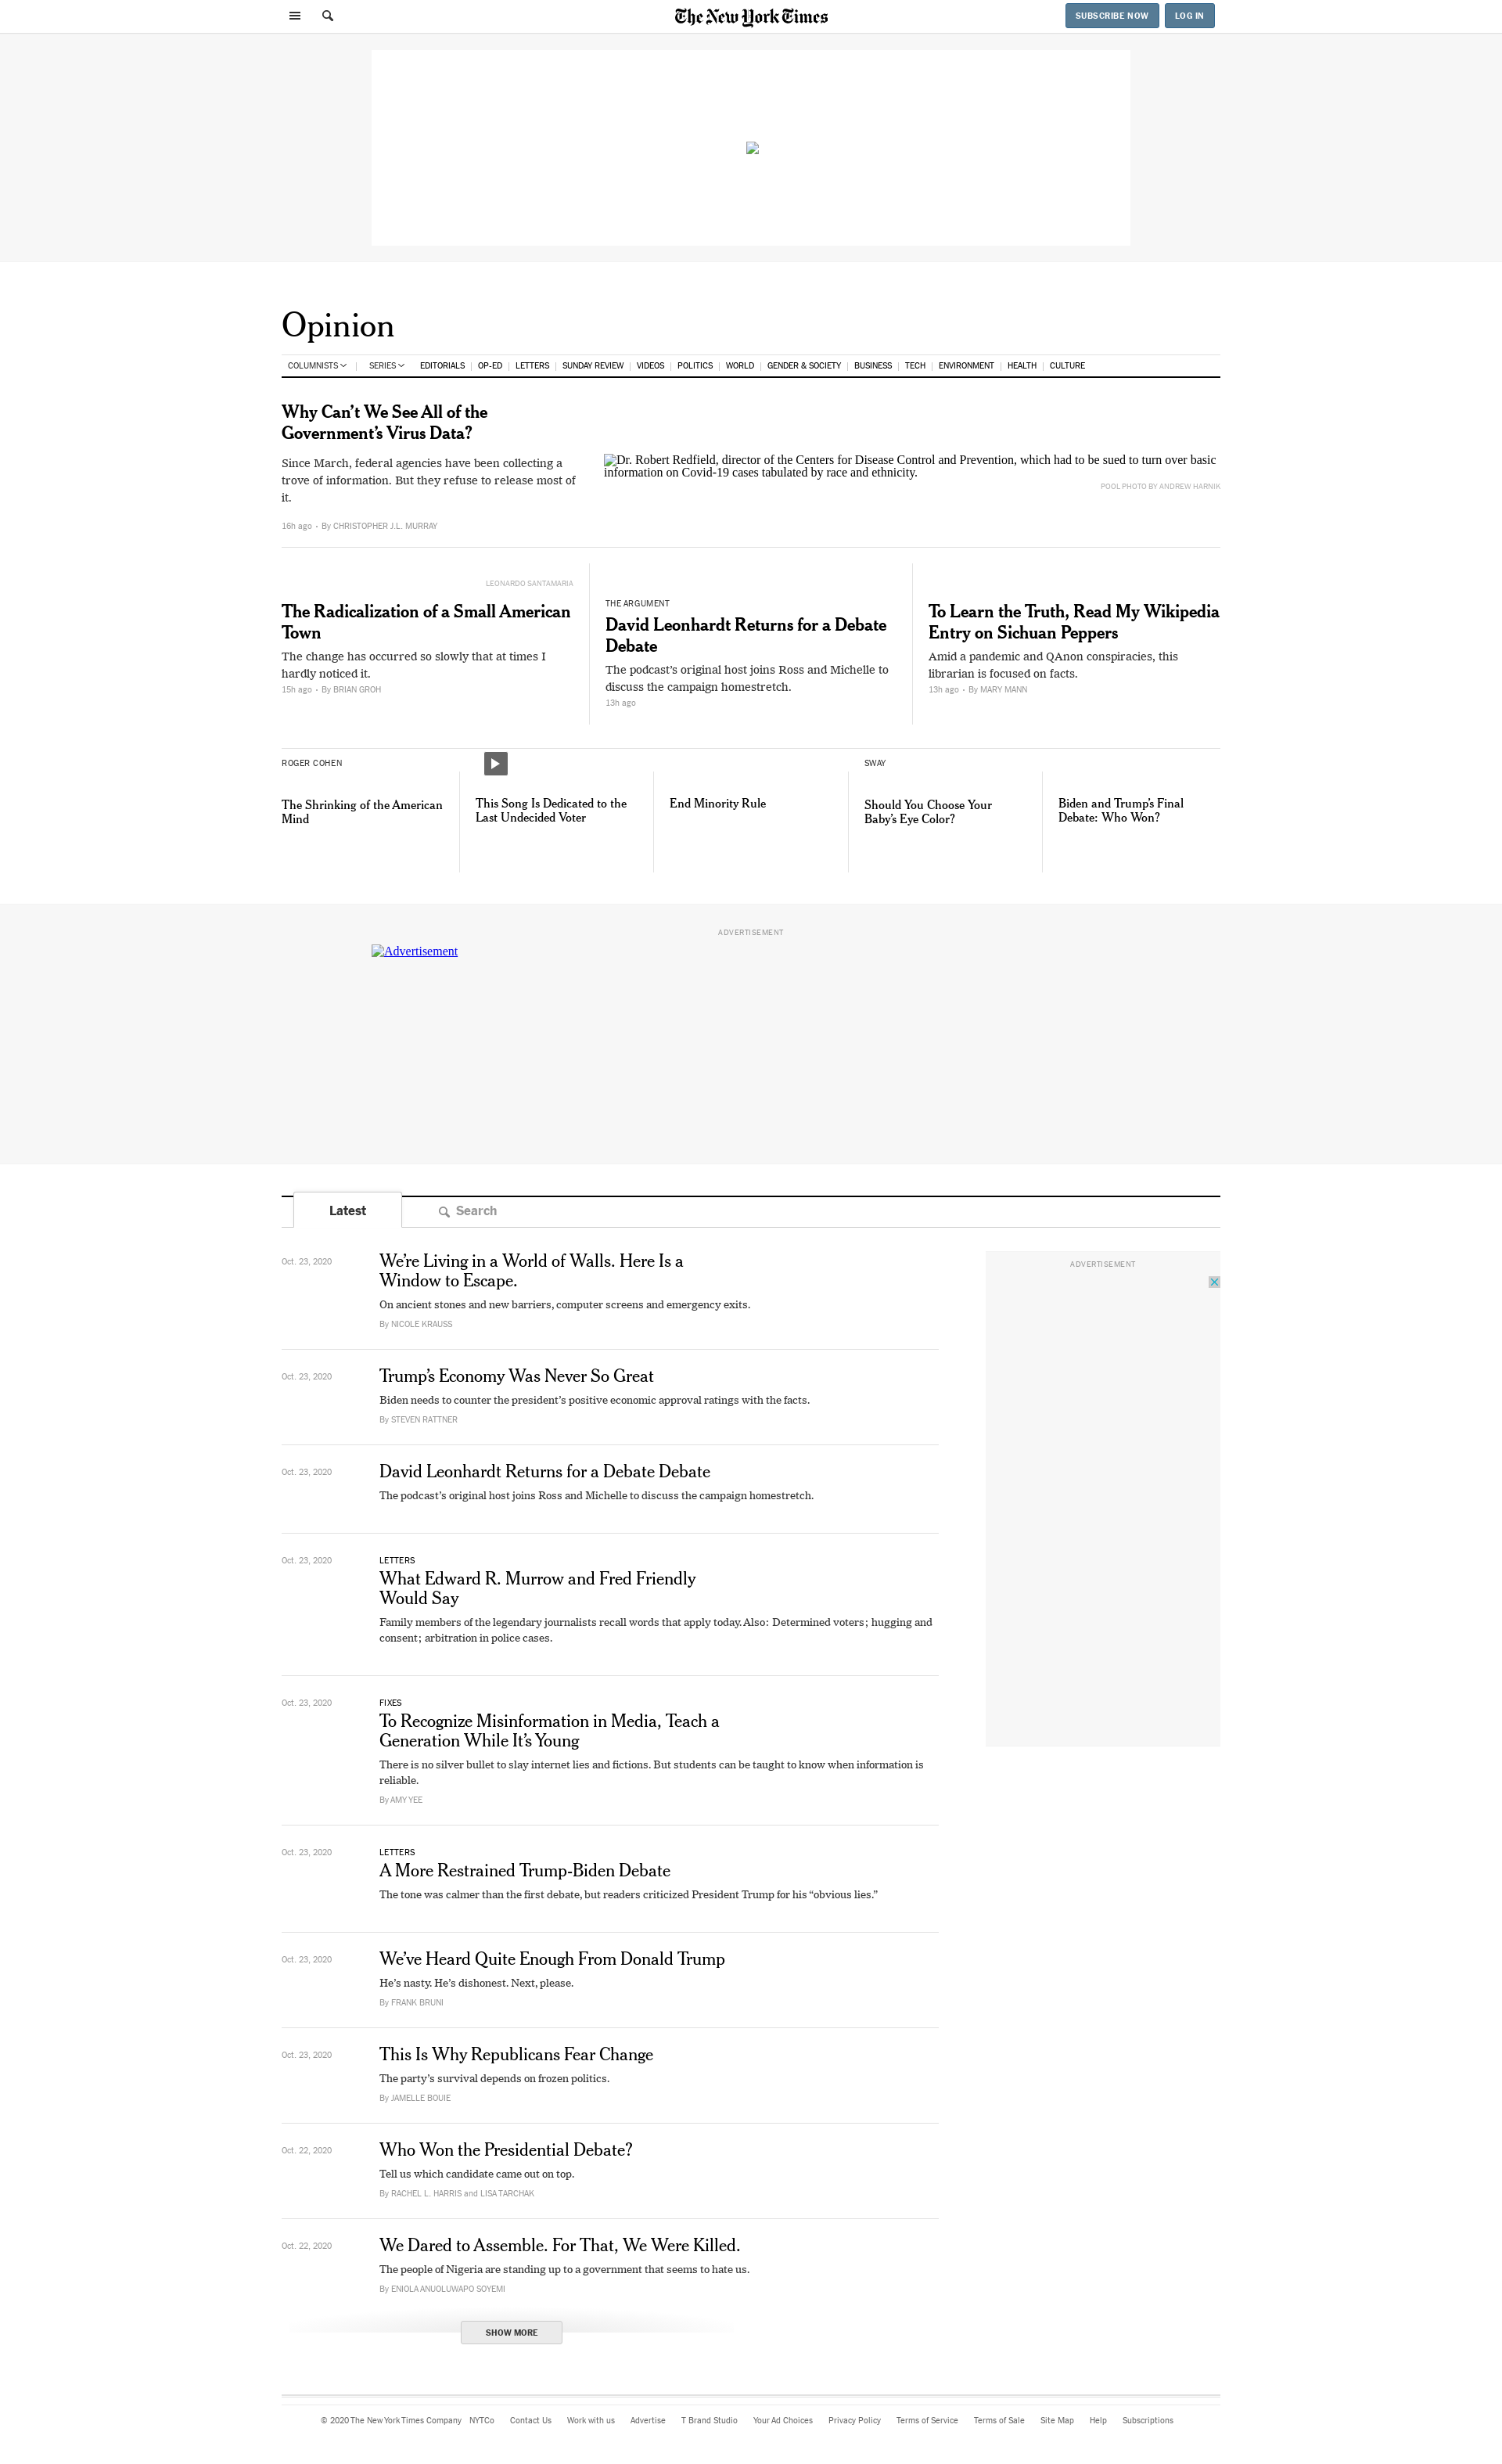 The New York Times
SUBSCRIBE NOW
LOG IN
Opinion
COLUMNISTS
SERIES
EDITORIALS
OP-ED
LETTERS
SUNDAY REVIEW
VIDEOS
POLITICS
WORLD
GENDER & SOCIETY
BUSINESS
TECH
ENVIRONMENT
HEALTH
CULTURE
Why Can’t We See All of the
Government’s Virus Data?
Since March, federal agencies have been collecting a
trove of information. But they refuse to release most of
it.
16h ago • By CHRISTOPHER J.L. MURRAY
Dr. Robert Redfield, director of the Centers for Disease Control and Prevention, which had to be sued to turn over basic
information on Covid-19 cases tabulated by race and ethnicity.
POOL PHOTO BY ANDREW HARNIK
LEONARDO SANTAMARIA
The Radicalization of a Small American
Town
The change has occurred so slowly that at times I
hardly noticed it.
15h ago • By BRIAN GROH
THE ARGUMENT
David Leonhardt Returns for a Debate
Debate
The podcast’s original host joins Ross and Michelle to
discuss the campaign homestretch.
13h ago
To Learn the Truth, Read My Wikipedia
Entry on Sichuan Peppers
Amid a pandemic and QAnon conspiracies, this
librarian is focused on facts.
13h ago • By MARY MANN
ROGER COHEN
The Shrinking of the American
Mind
This Song Is Dedicated to the
Last Undecided Voter
End Minority Rule
SWAY
Should You Choose Your
Baby’s Eye Color?
Biden and Trump’s Final
Debate: Who Won?
ADVERTISEMENT
Advertisement
Latest
Search
Oct. 23, 2020
We’re Living in a World of Walls. Here Is a
Window to Escape.
On ancient stones and new barriers, computer screens and emergency exits.
By NICOLE KRAUSS
ADVERTISEMENT
Oct. 23, 2020
Trump’s Economy Was Never So Great
Biden needs to counter the president’s positive economic approval ratings with the facts.
By STEVEN RATTNER
Oct. 23, 2020
David Leonhardt Returns for a Debate Debate
The podcast’s original host joins Ross and Michelle to discuss the campaign homestretch.
Oct. 23, 2020
LETTERS
What Edward R. Murrow and Fred Friendly
Would Say
Family members of the legendary journalists recall words that apply today. Also: Determined voters; hugging and
consent; arbitration in police cases.
Oct. 23, 2020
FIXES
To Recognize Misinformation in Media, Teach a
Generation While It’s Young
There is no silver bullet to slay internet lies and fictions. But students can be taught to know when information is
reliable.
By AMY YEE
Oct. 23, 2020
LETTERS
A More Restrained Trump-Biden Debate
The tone was calmer than the first debate, but readers criticized President Trump for his “obvious lies.”
Oct. 23, 2020
We’ve Heard Quite Enough From Donald Trump
He’s nasty. He’s dishonest. Next, please.
By FRANK BRUNI
Oct. 23, 2020
This Is Why Republicans Fear Change
The party’s survival depends on frozen politics.
By JAMELLE BOUIE
Oct. 22, 2020
Who Won the Presidential Debate?
Tell us which candidate came out on top.
By RACHEL L. HARRIS and LISA TARCHAK
Oct. 22, 2020
We Dared to Assemble. For That, We Were Killed.
The people of Nigeria are standing up to a government that seems to hate us.
By ENIOLA ANUOLUWAPO SOYEMI
SHOW MORE
© 2020 The New York Times Company
NYTCo
Contact Us
Work with us
Advertise
T Brand Studio
Your Ad Choices
Privacy Policy
Terms of Service
Terms of Sale
Site Map
Help
Subscriptions